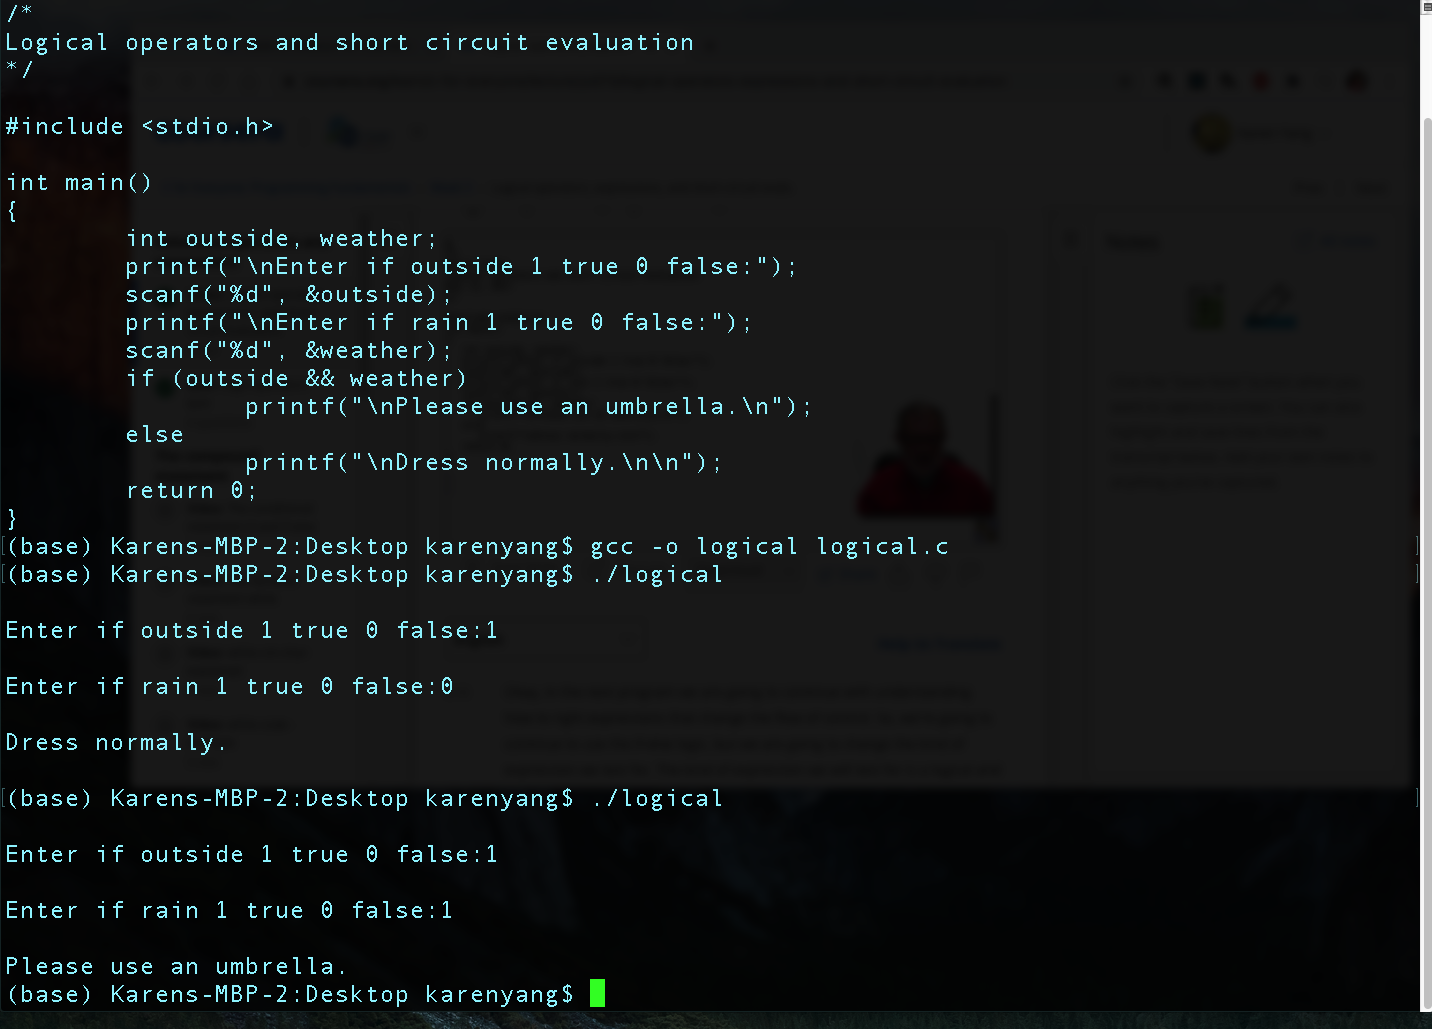 /*
Logical operators and short circuit evaluation
*/
#include <stdio.h>
int main()
{
int outside, weather;
printf("\nEnter if outside 1 true 0 false:");
scanf("%d", &outside);
printf("\nEnter if rain 1 true 0 false:");
scanf("%d", &weather);
if (outside && weather)
printf("\nPlease use an umbrella.\n");
else
printf("\nDress normally.\n\n");
return 0;
}
[(base) Karens-MBP-2:Desktop karenyang$ gcc -o logical logical.c ]
[(base) Karens-MBP-2:Desktop karenyang$ ./logical ]
Enter if outside 1 true 0 false:1
Enter if rain 1 true 0 false:0
Dress normally.
[(base) Karens-MBP-2:Desktop karenyang$ ./logical ]
Enter if outside 1 true 0 false:1
Enter if rain 1 true 0 false:1
Please use an umbrella.
(base) Karens-MBP-2:Desktop karenyang$